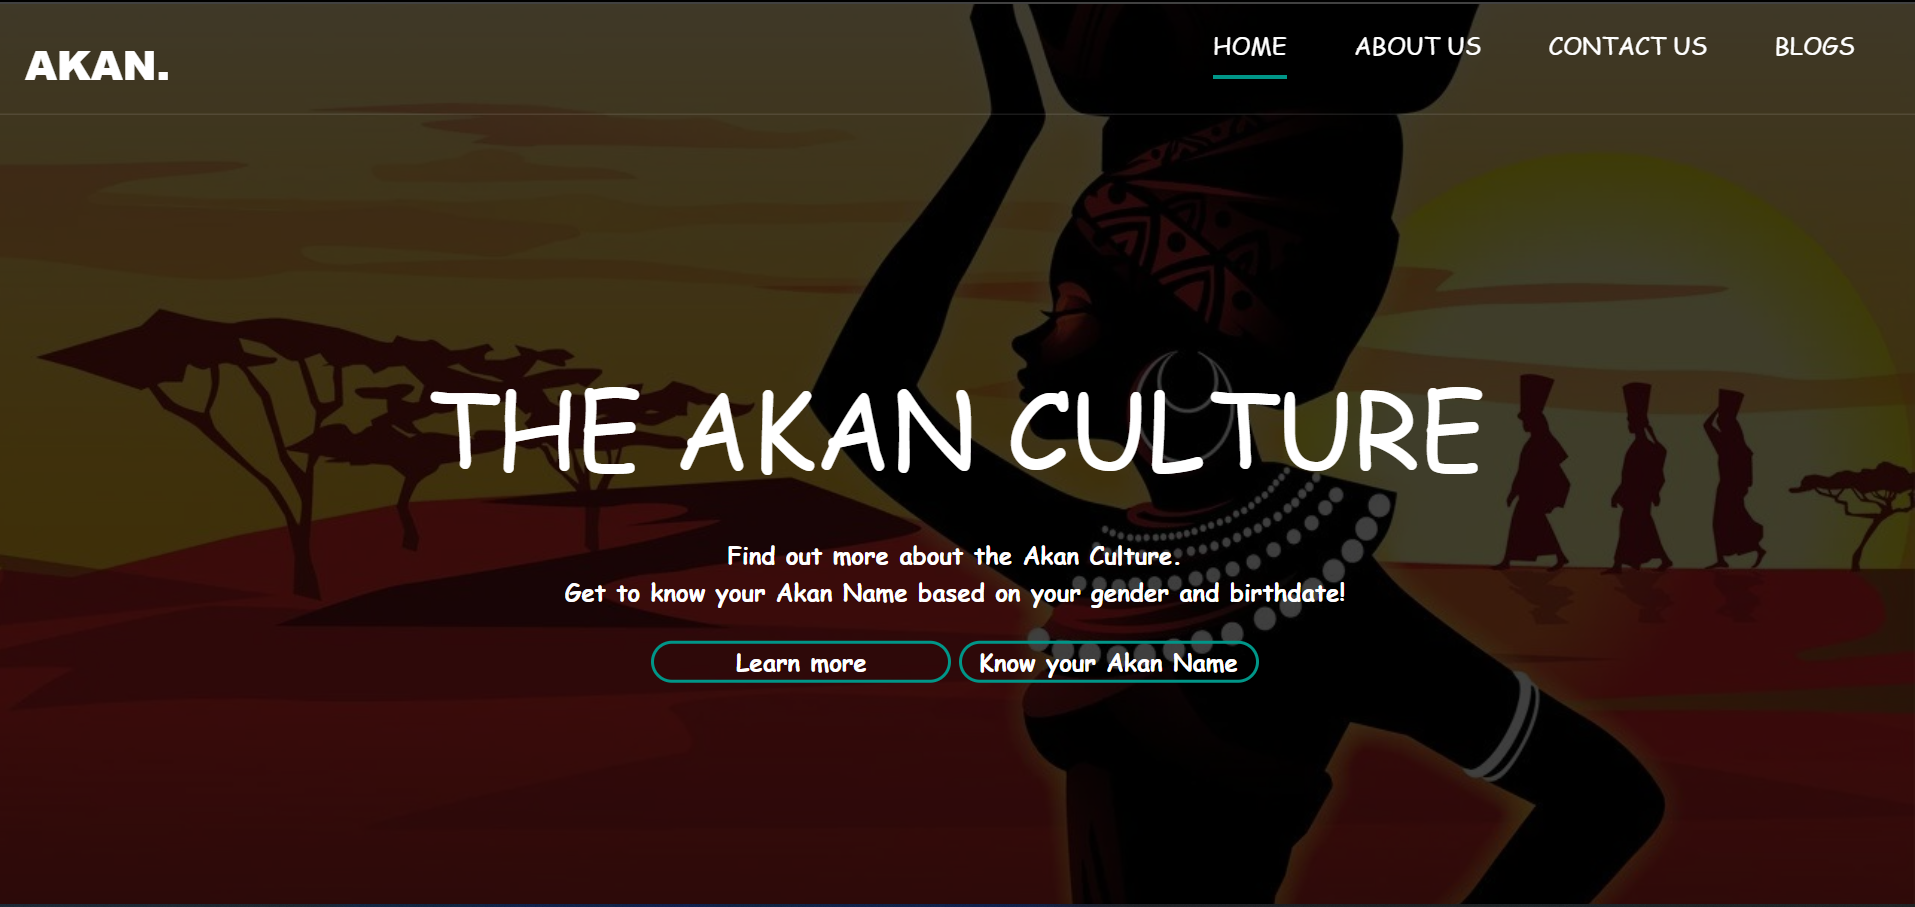 AKAN.
HOME
ABOUT US
CONTACT US
BLOGS
THE AKAN CULTURE
Find out more about the Akan Culture.
Get to know your Akan Name based on your gender and birthdate!
Learn more
Know your Akan Name